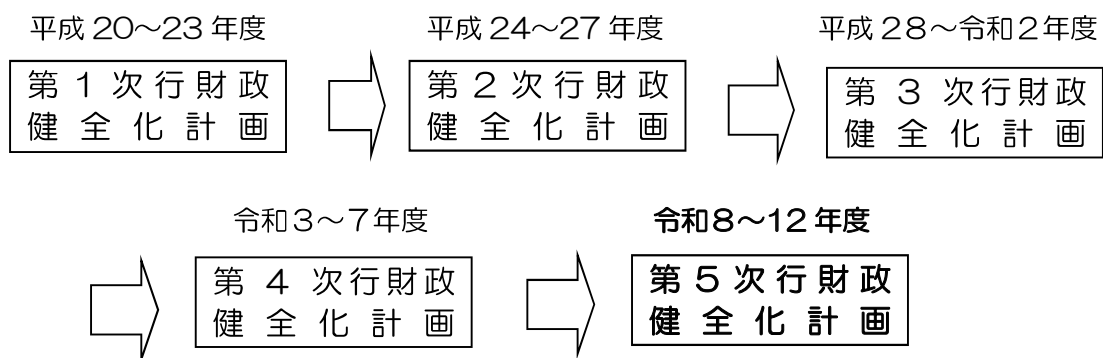 平成20～23年度
平成24～27年度
平成28～令和2年度
第1次行財政
健全化計画
第2次行財政
健全化計画
第3次行財政
健全化計画
令和3～7年度
令和8～12年度
第4次行財政
健全化計画
第5次行財政
健全化計画